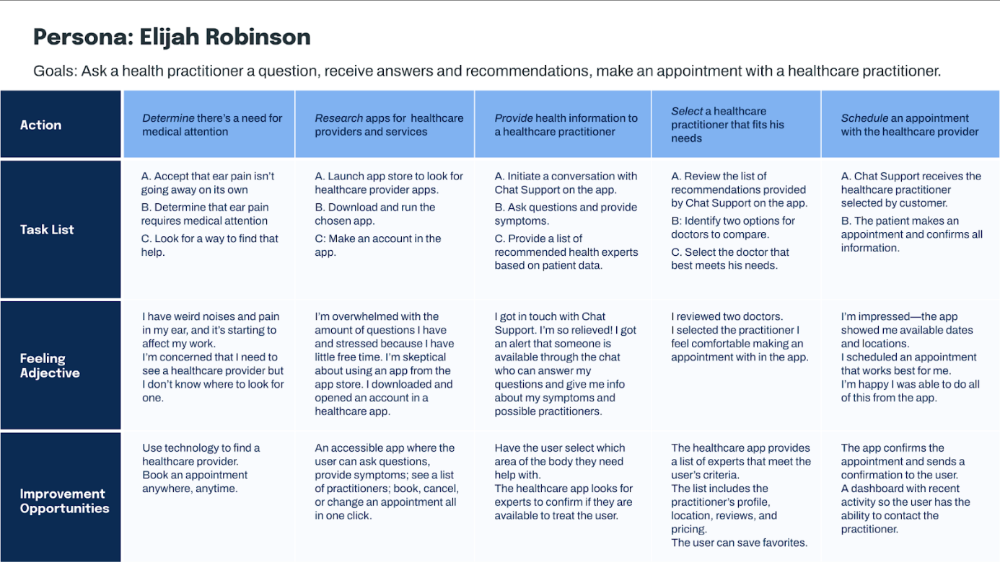 Persona: Elijah Robinson
Goals: Ask a health practitioner a question, receive answers and recommendations, make an appointment with a healthcare practitioner.
Action
Determine there's a need for
medical attention
Research apps for healthcare
providers and services
Provide health information to
a healthcare practitioner
Select a healthcare
practitioner that fits his
needs
Schedule an appointment
with the healthcare provider
Task List
A. Accept that ear pain isn't
going away on its own
B. Determine that ear pain
requires medical attention
C. Look for a way to find that
help.
A. Launch app store to look for
healthcare provider apps.
B. Download and run the
chosen app.
C: Make an account in the
app.
A. Initiate a conversation with
Chat Support on the app.
B. Ask questions and provide
symptoms.
C. Provide a list of
recommended health experts
based on patient data.
A. Review the list of
recommendations provided
by Chat Support on the app.
B: Identify two options for
doctors to compare.
C. Select the doctor that
best meets his needs.
A. Chat Support receives the
healthcare practitioner
selected by customer.
B. The patient makes an
appointment and confirms all
information.
Feeling
Adjective
I have weird noises and pain
in my ear, and it's starting to
affect my work.
I'm concerned that I need to
see a healthcare provider but
I don't know where to look for
one.
I'm overwhelmed with the
amount of questions I have
and stressed because I have
little free time. I'm skeptical
about using an app from the
app store. I downloaded and
opened an account in a
healthcare app.
I got in touch with Chat
Support. I'm so relieved! I got
an alert that someone is
available through the chat
who can answer my
questions and give me info
about my symptoms and
possible practitioners.
I reviewed two doctors.
I selected the practitioner I
feel comfortable making an
appointment with in the app.
I'm impressed—the app
showed me available dates
and locations.
I scheduled an appointment
that works best for me.
I'm happy I was able to do all
of this from the app.
Improvement
Opportunities
Use technology to find a
healthcare provider.
Book an appointment
anywhere, anytime.
An accessible app where the
user can ask questions,
provide symptoms; see a list
of practitioners; book, cancel,
or change an appointment all
in one click.
Have the user select which
area of the body they need
help with.
The healthcare app looks for
experts to confirm if they are
available to treat the user.
The healthcare app provides
a list of experts that meet the
user's criteria.
The list includes the
practitioner's profile,
location, reviews, and
pricing.
The user can save favorites.
The app confirms the
appointment and sends a
confirmation to the user.
A dashboard with recent
activity so the user has the
ability to contact the
practitioner.